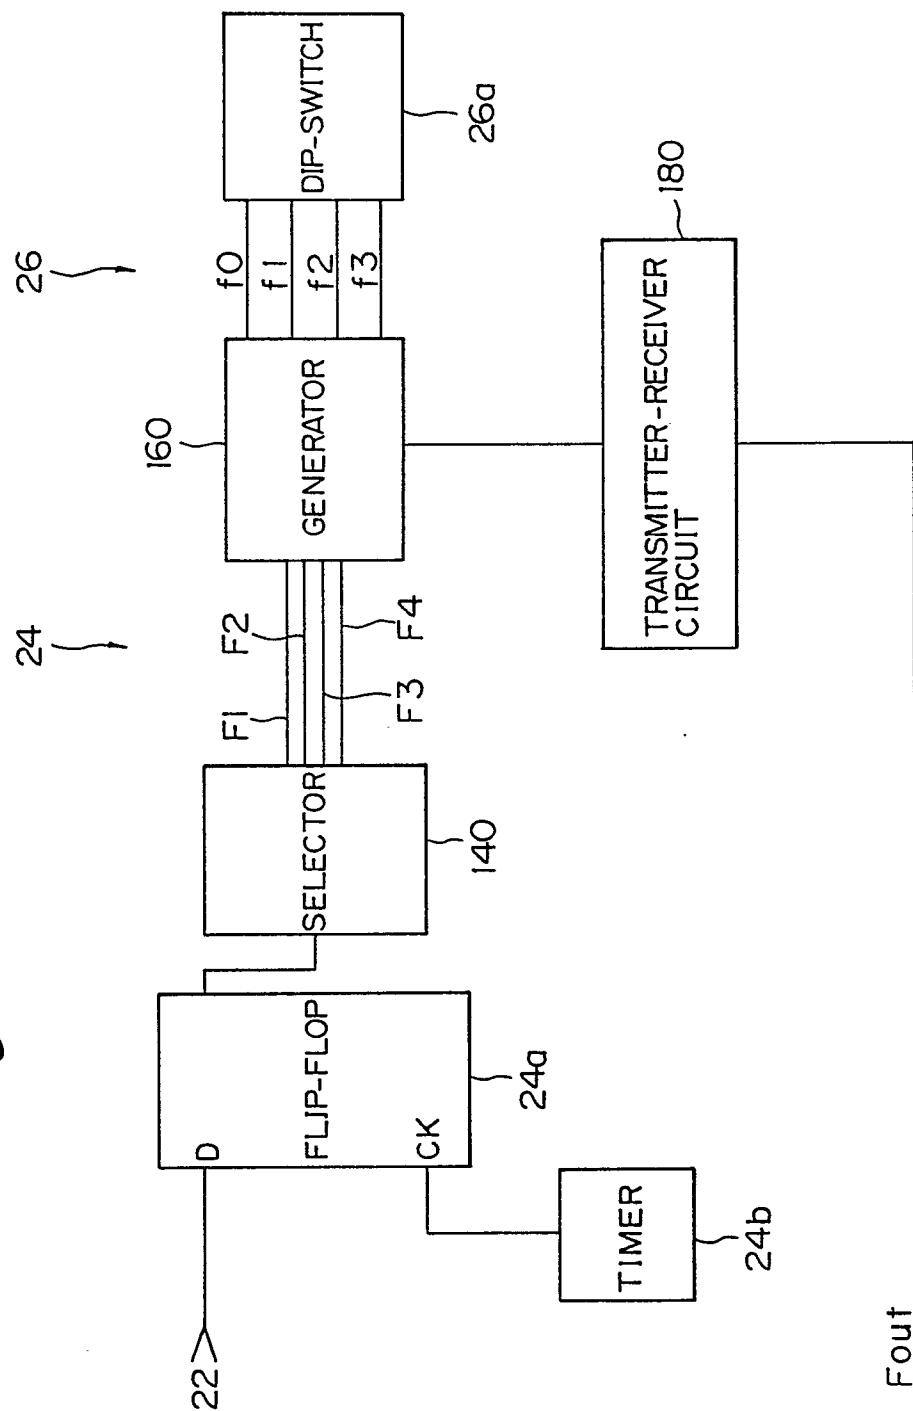 24
26
160
F1
F2
F3
F4
f0
f1
f2
f3
22
D
CK
FLIP-FLOP
24a
SELECTOR
140
GENERATOR
DIP-SWITCH
26a
TIMER
24b
TRANSMITTER-RECEIVER
CIRCUIT
180
Fout